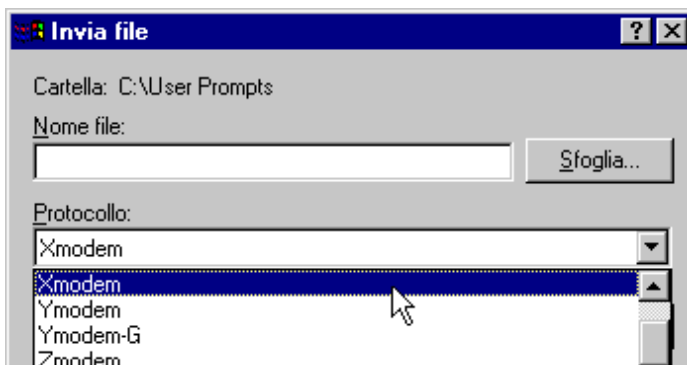 Invia file
Cartella: C:\User Prompts
Nome file:
Sfoglia...
Protocollo:
Xmodem
Xmodem
Ymodem
Ymodem-G
Zmodem